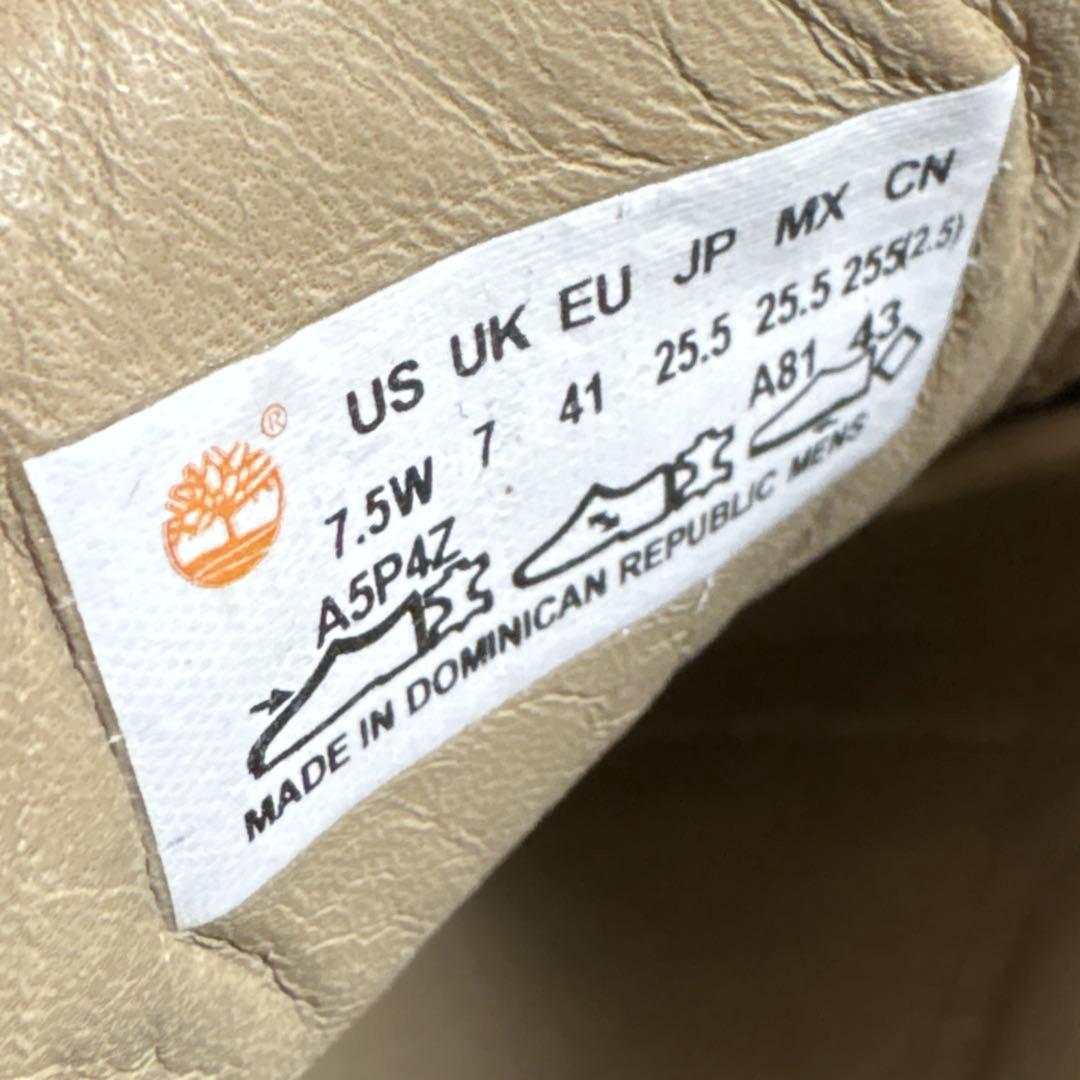 ®
US UK EU JP MX CN
7.5W 7 41 25.5 25.5 255(2.5)
A5P4Z A81 43
MADE IN DOMINICAN REPUBLIC MENS